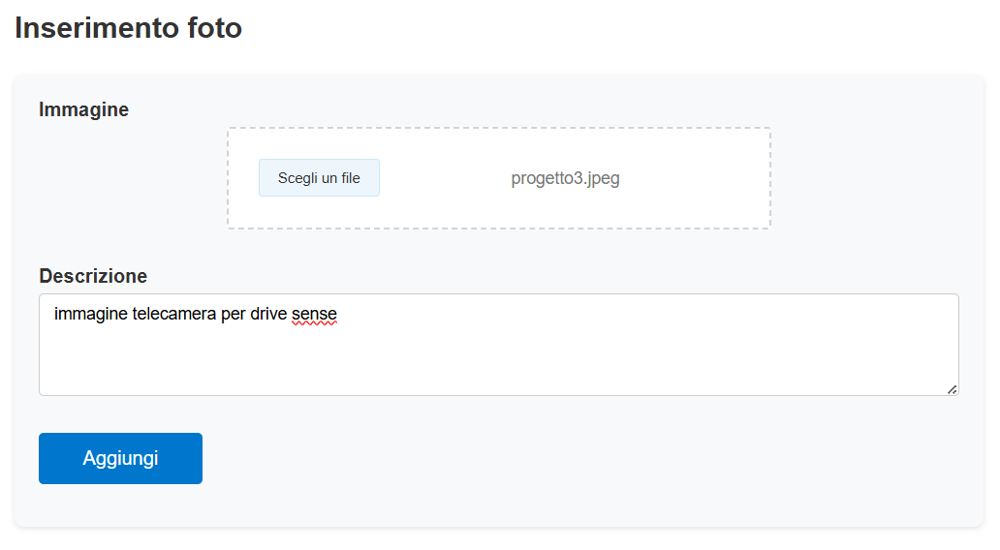 Inserimento foto
Immagine
Scegli un file
progetto3.jpeg
Descrizione
immagine telecamera per drive sense
Aggiungi